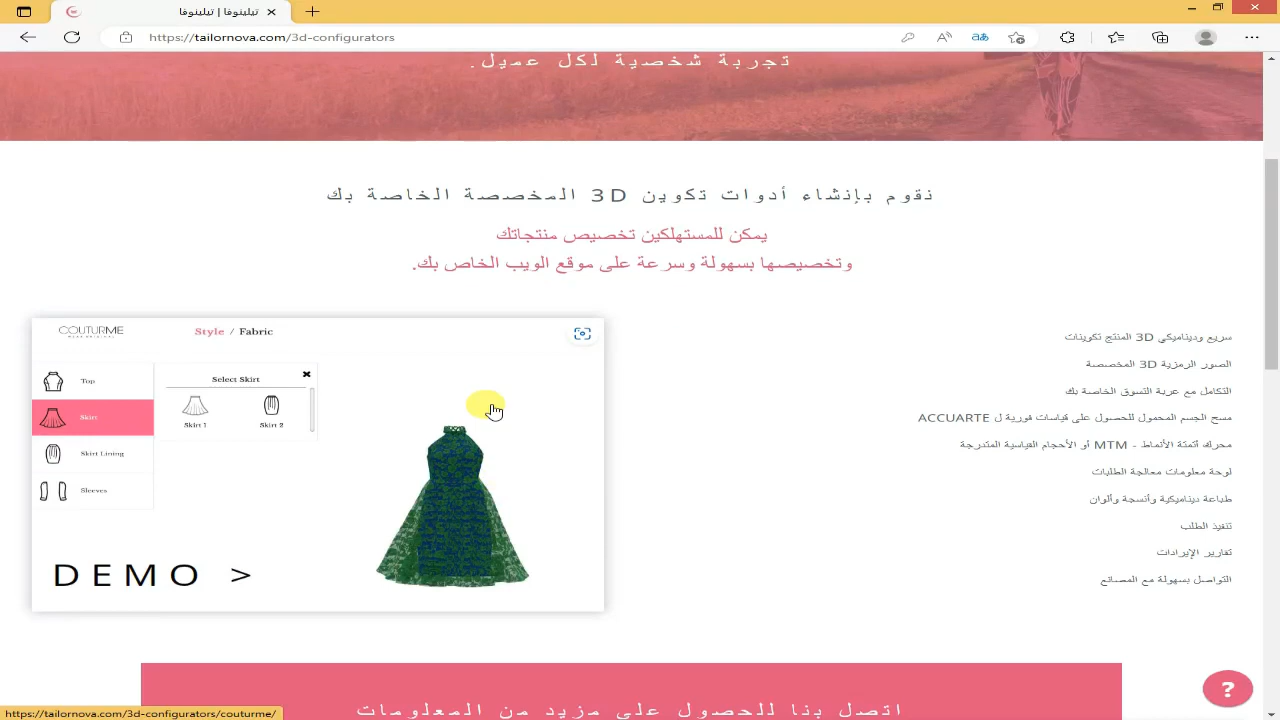 تيلينوفا | تيلينوفا
https://tailornova.com/3d-configurators
تجربة شخصية لكل عميل.
نقوم بإنشاء أدوات تكوين 3D المخصصة الخاصة بك
يمكن للمستهلكين تخصيص منتجاتك
وتخصيصها بسهولة وسرعة على موقع الويب الخاص بك.
COUTURME
Style / Fabric
Top
Skirt
Skirt Lining
Sleeves
Select Skirt
Skirt 1
Skirt 2
DEMO >
سريع وديناميكي 3D المنتج تكوينات
الصور الرمزية 3D المخصصة
التكامل مع عربة التسوق الخاصة بك
مسح الجسم المحمول للحصول على قياسات فورية ل ACCUARTE
محرك أتمتة الأنماط - MTM أو الأحجام القياسية المتدرجة
لوحة معلومات معالجة الطلبات
طباعة ديناميكية وأنسجة وألوان
تنفيذ الطلب
تقارير الإيرادات
التواصل بسهولة مع المصانع
اتصل بنا للحصول على مزيد من المعلومات
?
https://tailornova.com/3d-configurators/couturme/